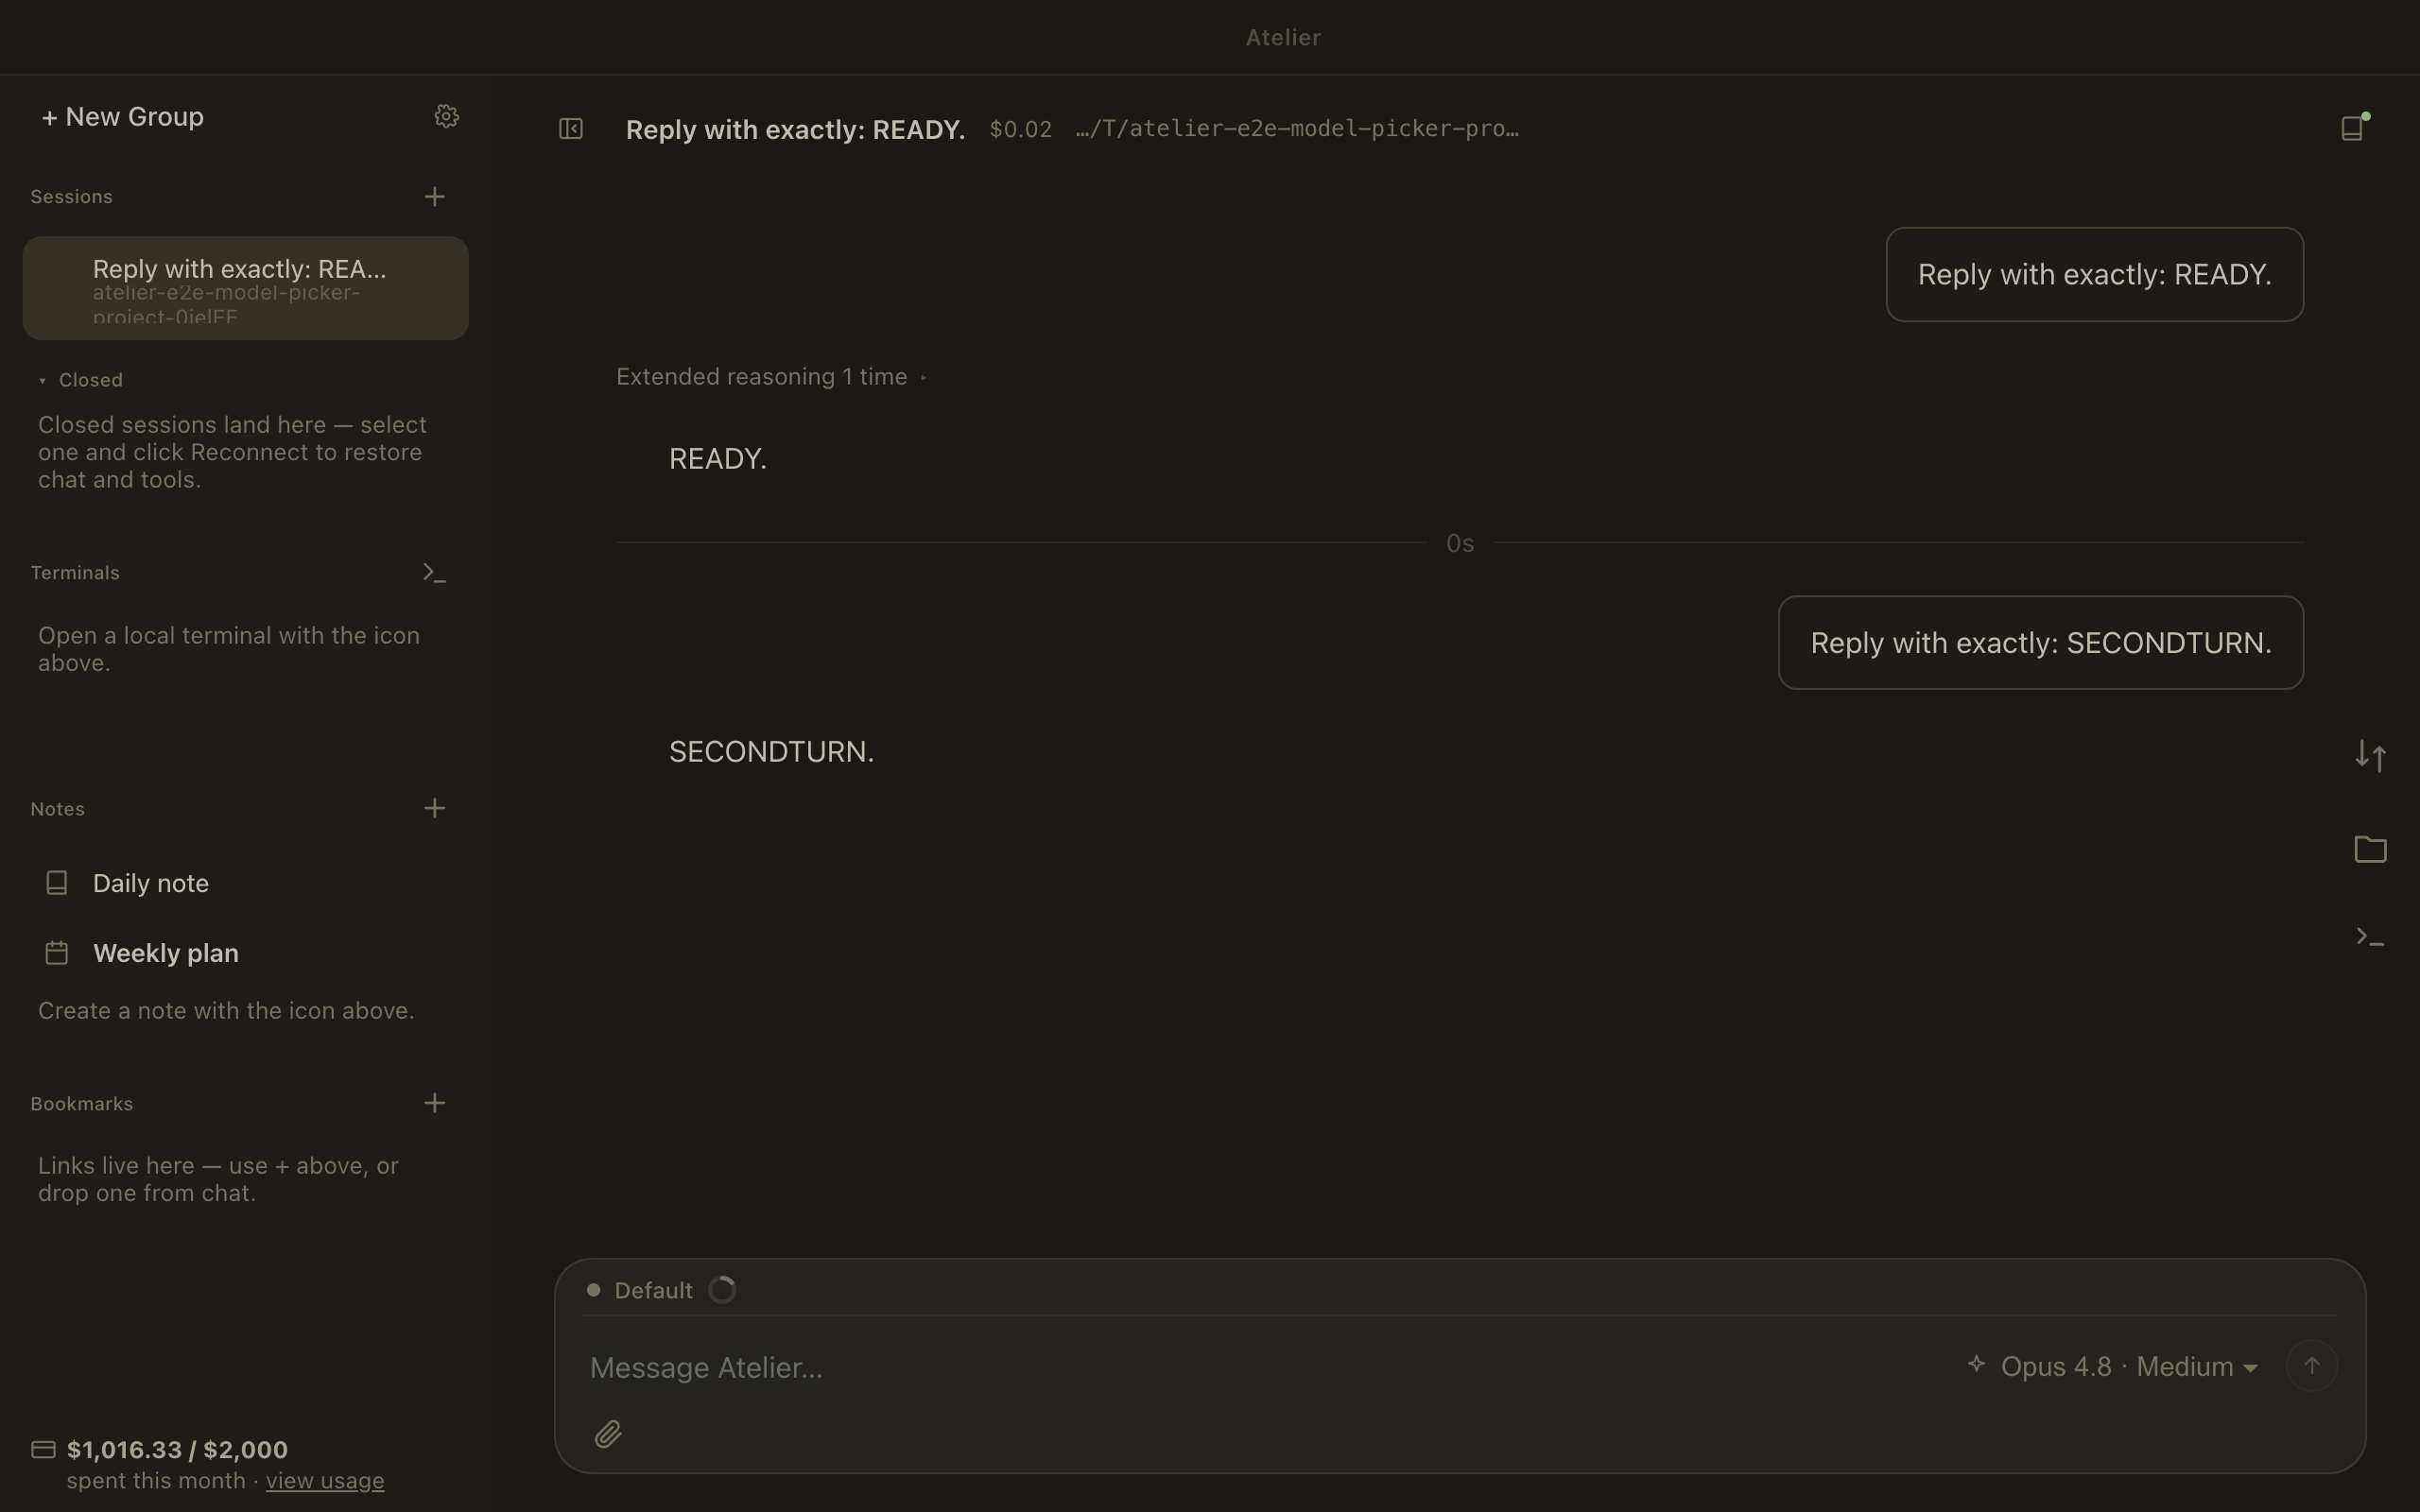 Atelier
+ New Group
Sessions
Reply with exactly: REA...
atelier-e2e-model-picker-
project-0jelFF
Closed
Closed sessions land here — select
one and click Reconnect to restore
chat and tools.
Terminals
Open a local terminal with the icon
above.
Notes
Daily note
Weekly plan
Create a note with the icon above.
Bookmarks
Links live here — use + above, or
drop one from chat.
$1,016.33 / $2,000
spent this month · view usage
Reply with exactly: READY. $0.02 …/T/atelier-e2e-model-picker-pro…
Reply with exactly: READY.
Extended reasoning 1 time
READY.
0s
Reply with exactly: SECONDTURN.
SECONDTURN.
Default
Message Atelier...
Opus 4.8 · Medium